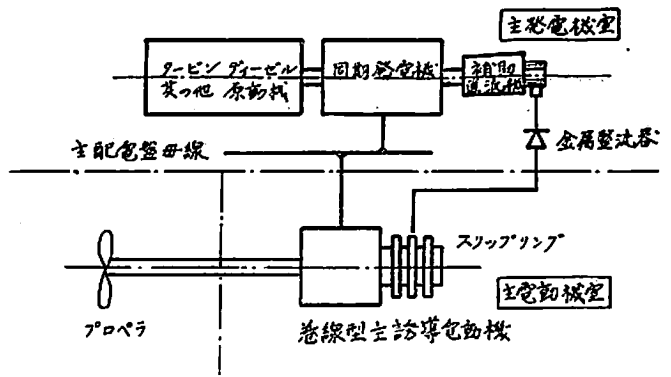 主発電機室
タービン ディーゼル
其の他 原動機
同期発電機
補助
直流機
金属整流器
主配電盤母線
スリップリング
主電動機室
プロペラ
巻線型主誘導電動機